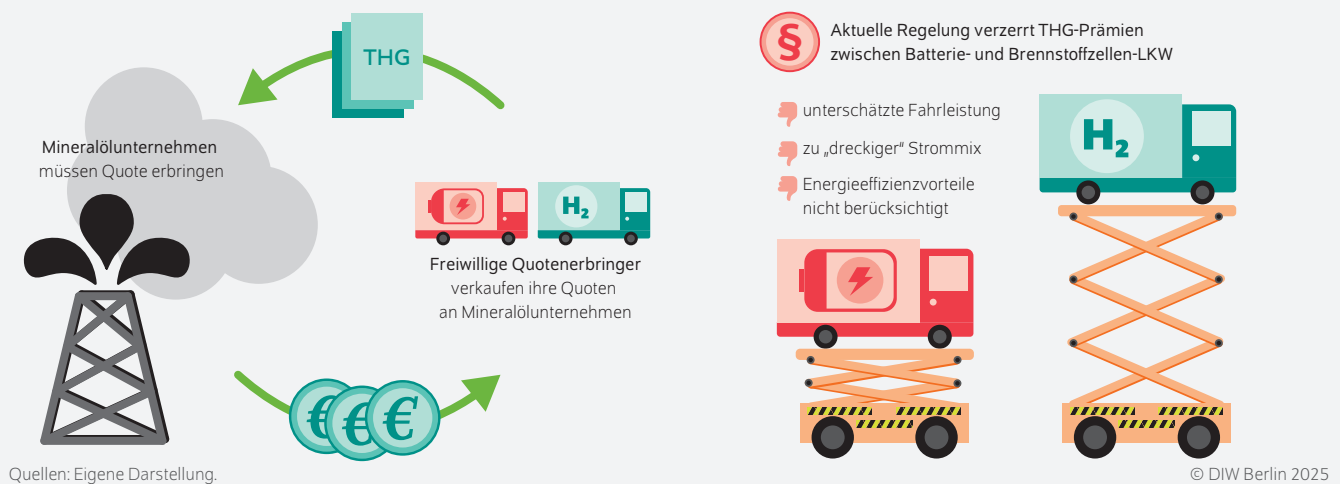 THG
Mineralölunternehmen
müssen Quote erbringen
H₂
Freiwillige Quotenerbringer
verkaufen ihre Quoten
an Mineralölunternehmen
€ € €
Quellen: Eigene Darstellung.
§
Aktuelle Regelung verzerrt THG-Prämien
zwischen Batterie- und Brennstoffzellen-LKW
unterschätzte Fahrleistung
zu „dreckiger“ Strommix
Energieeffizienzvorteile
nicht berücksichtigt
H₂
© DIW Berlin 2025